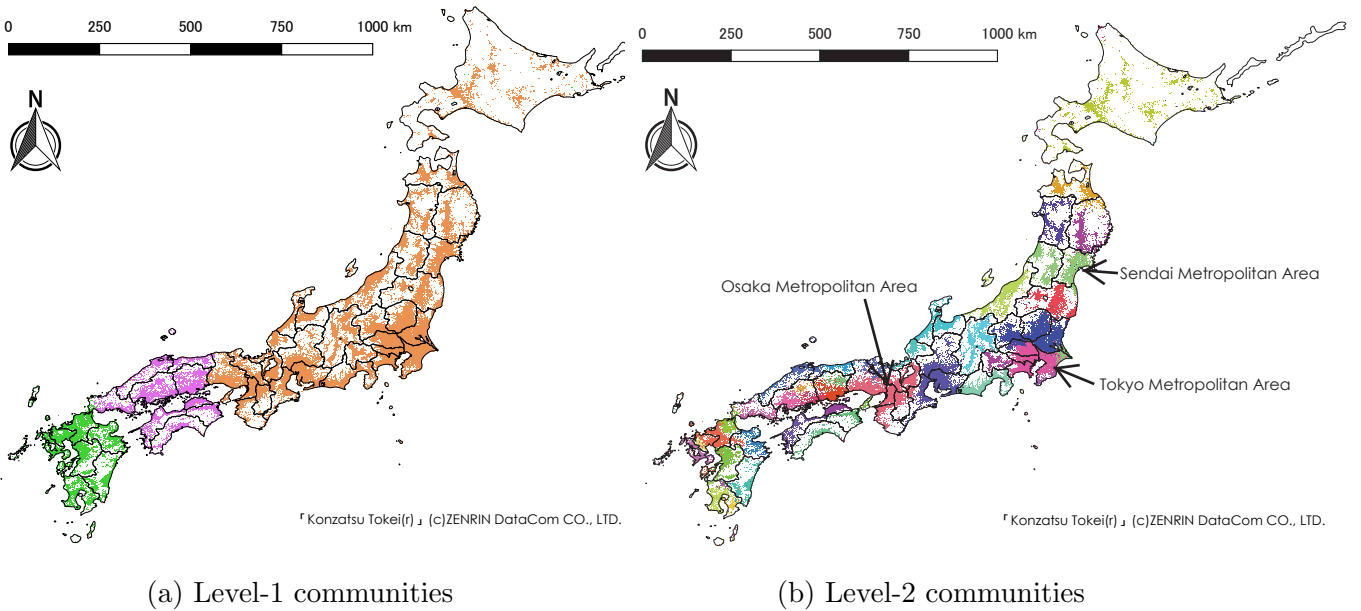 0 250 500 750 1000 km
N
「Konzatsu Tokei(r)」(c)ZENRIN DataCom CO., LTD.
(a) Level-1 communities
0 250 500 750 1000 km
N
Osaka Metropolitan Area
Sendai Metropolitan Area
Tokyo Metropolitan Area
「Konzatsu Tokei(r)」(c)ZENRIN DataCom CO., LTD.
(b) Level-2 communities